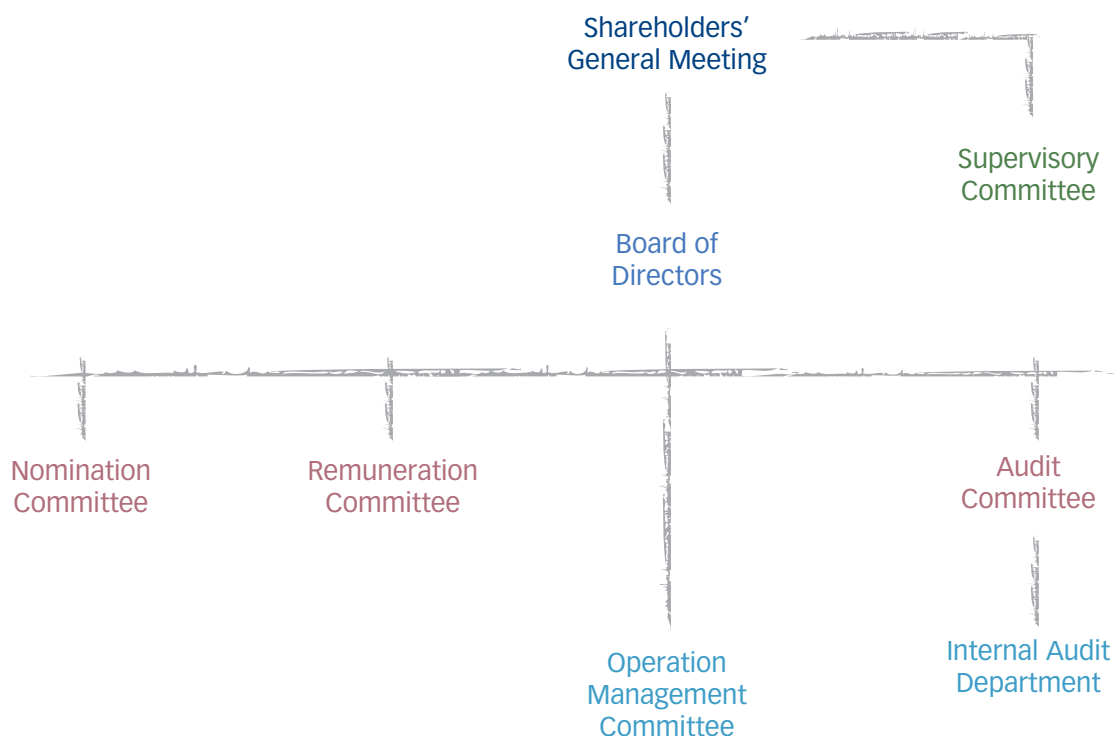 Shareholders’
General Meeting
Supervisory
Committee
Board of
Directors
Nomination
Committee
Remuneration
Committee
Audit
Committee
Operation
Management
Committee
Internal Audit
Department